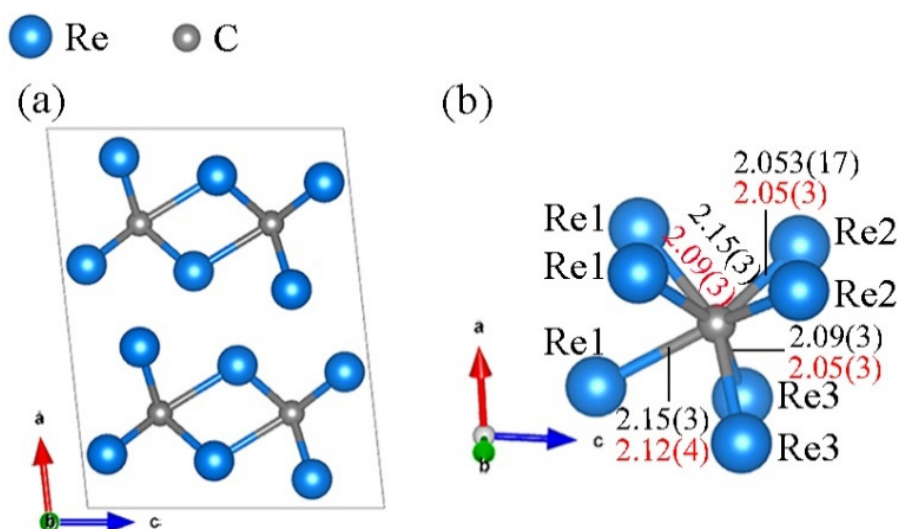 Re
C
(a)
(b)
a
b
c
2.053(17)
2.05(3)
Re1
2.15(3)
2.09(3)
Re2
Re1
Re2
Re1
2.09(3)
2.05(3)
Re3
2.15(3)
2.12(4)
Re3
a
b
c